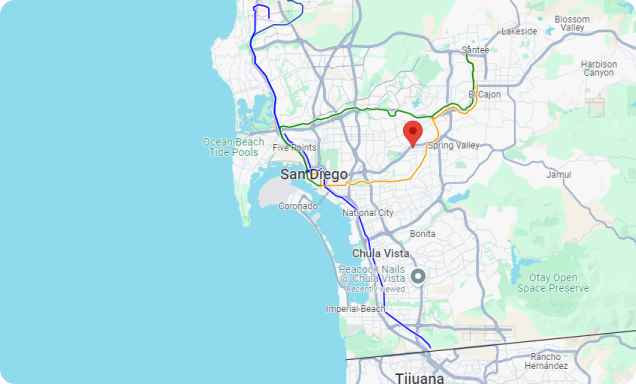 Blossom
Valley
Lakeside
Santee
Harbison
Canyon
El Cajon
Ocean Beach
Tide Pools
Five Points
Spring Valley
San Diego
Jamul
Coronado
National City
Bonita
Chula Vista
Peacock Nails
@ Chula Vista
Recently viewed
Otay Open
Space Preserve
Imperial Beach
Rancho
Hernández
Tijuana